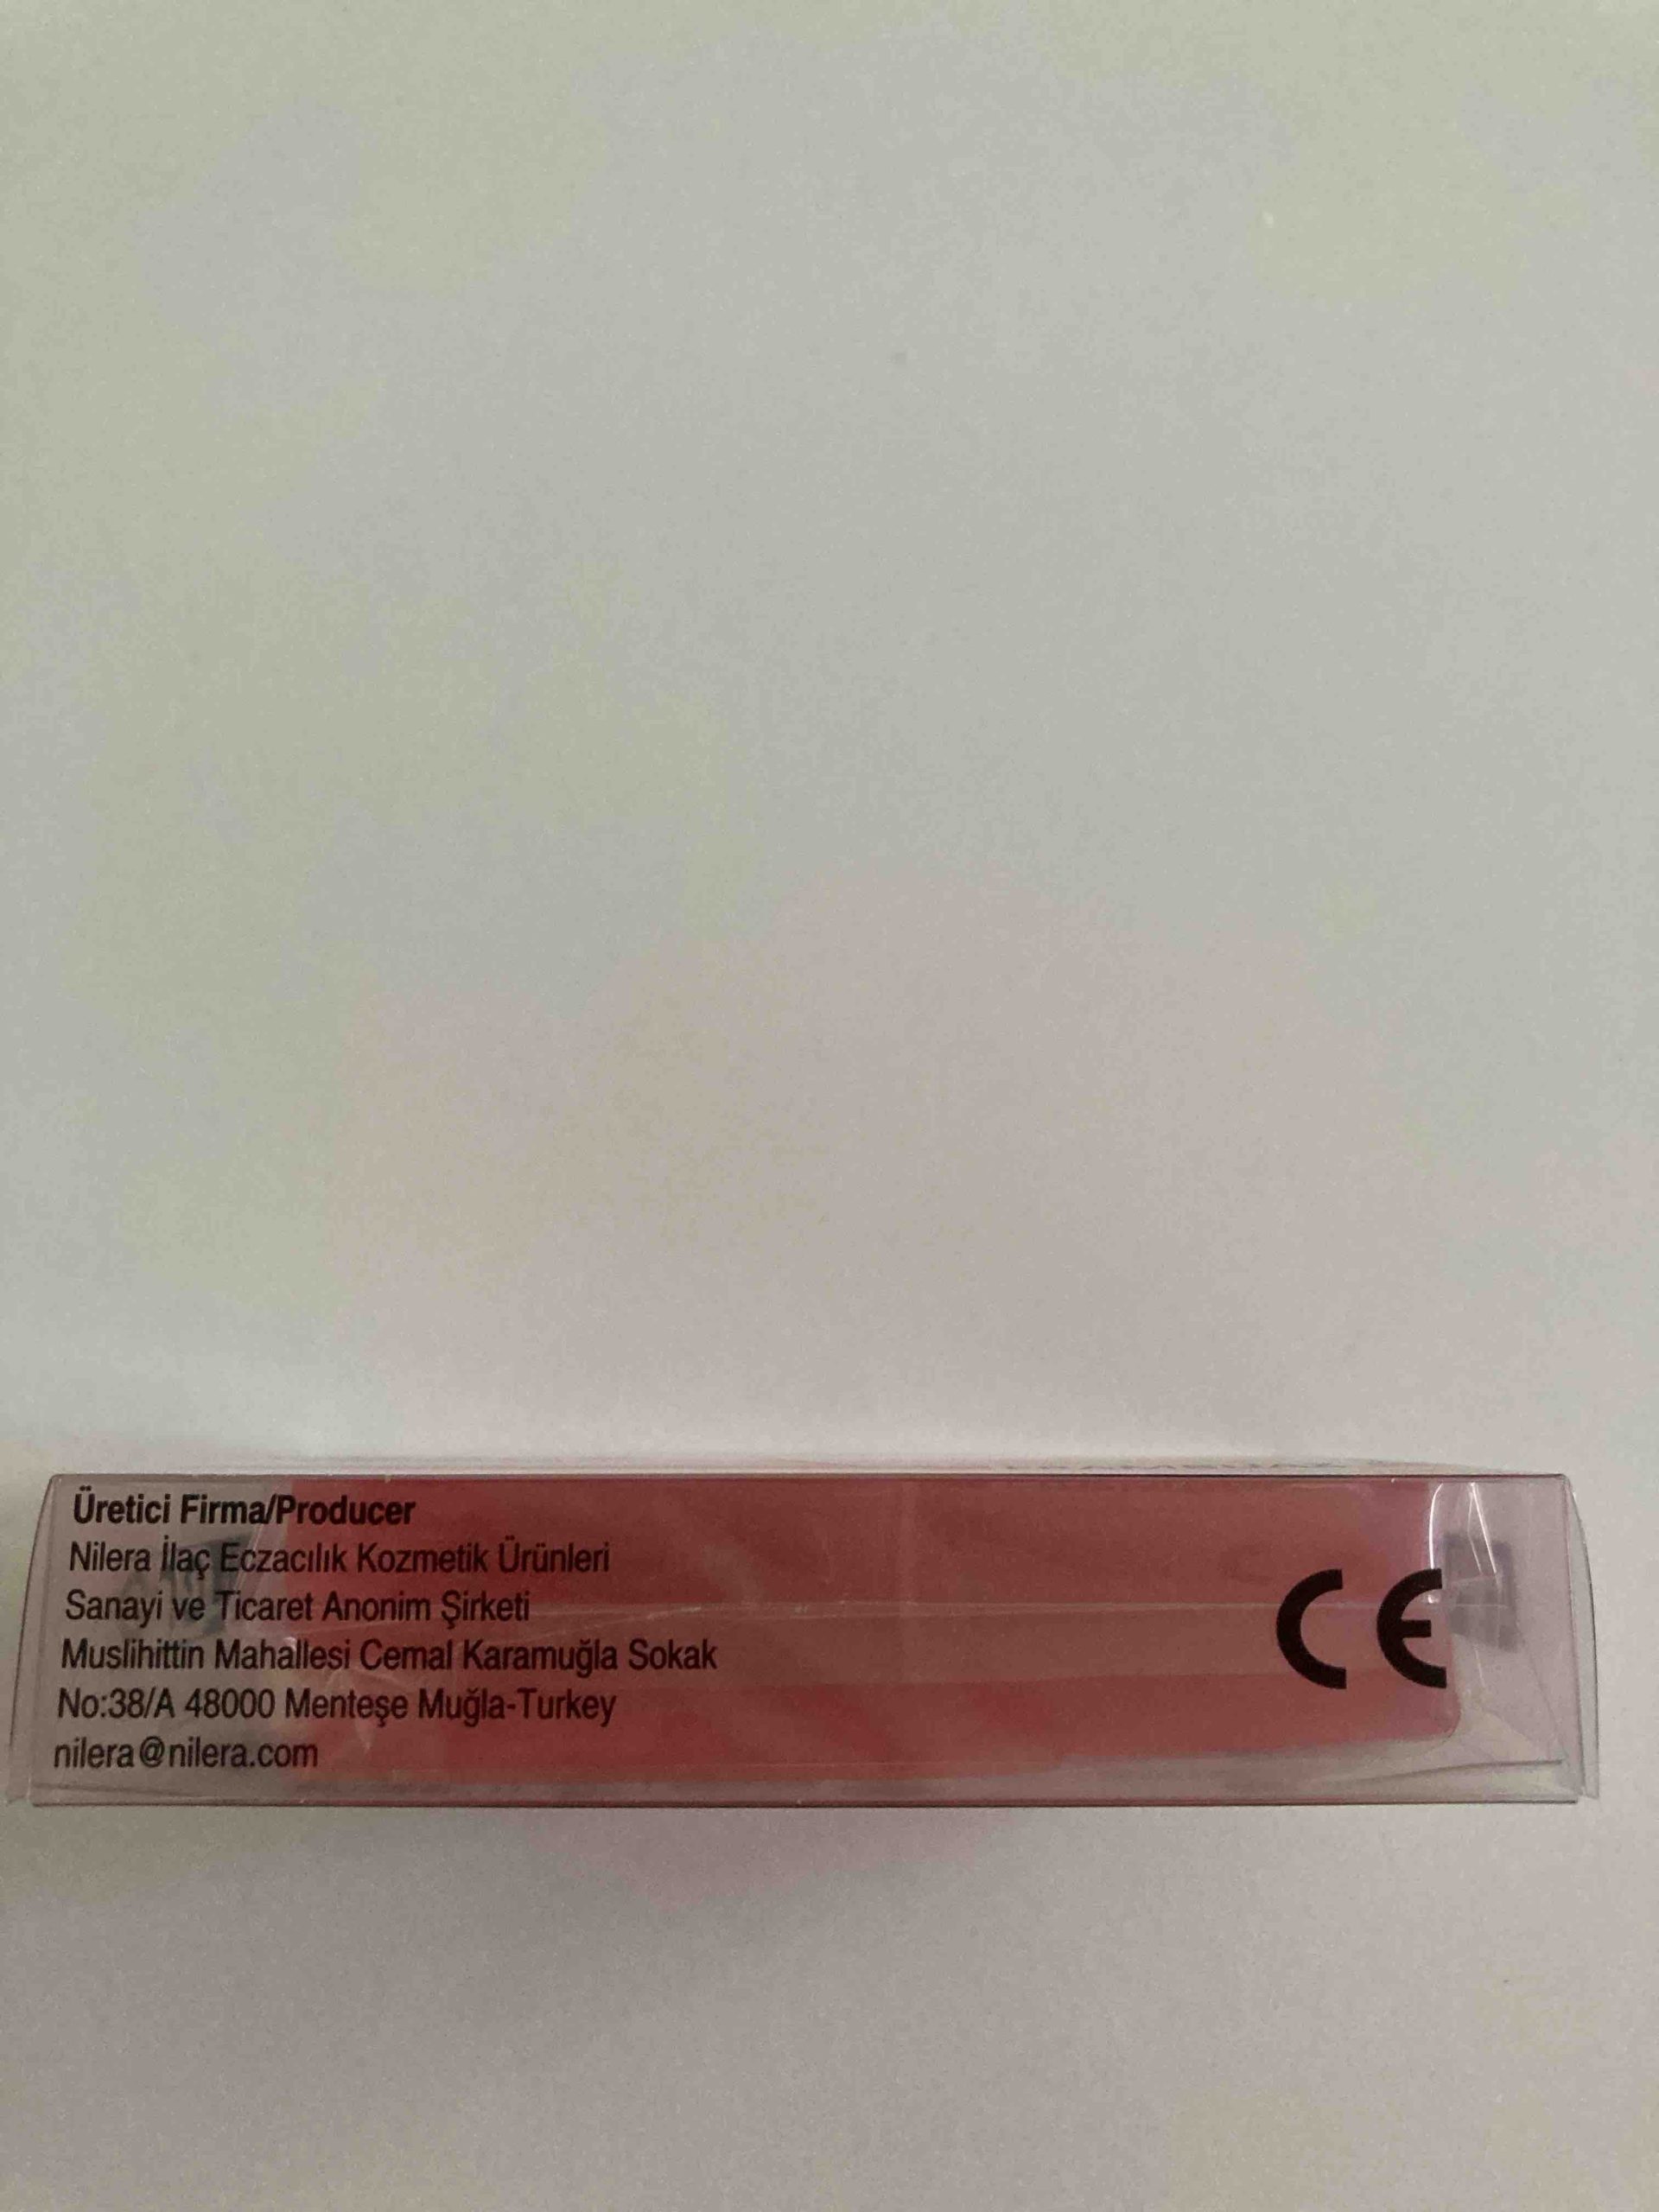 Üretici Firma/Producer
Nilera İlaç Eczacılık Kozmetik Ürünleri
Sanayi ve Ticaret Anonim Şirketi
Muslihittin Mahallesi Cemal Karamuğla Sokak
No:38/A 48000 Menteşe Muğla-Turkey
nilera@nilera.com
CE